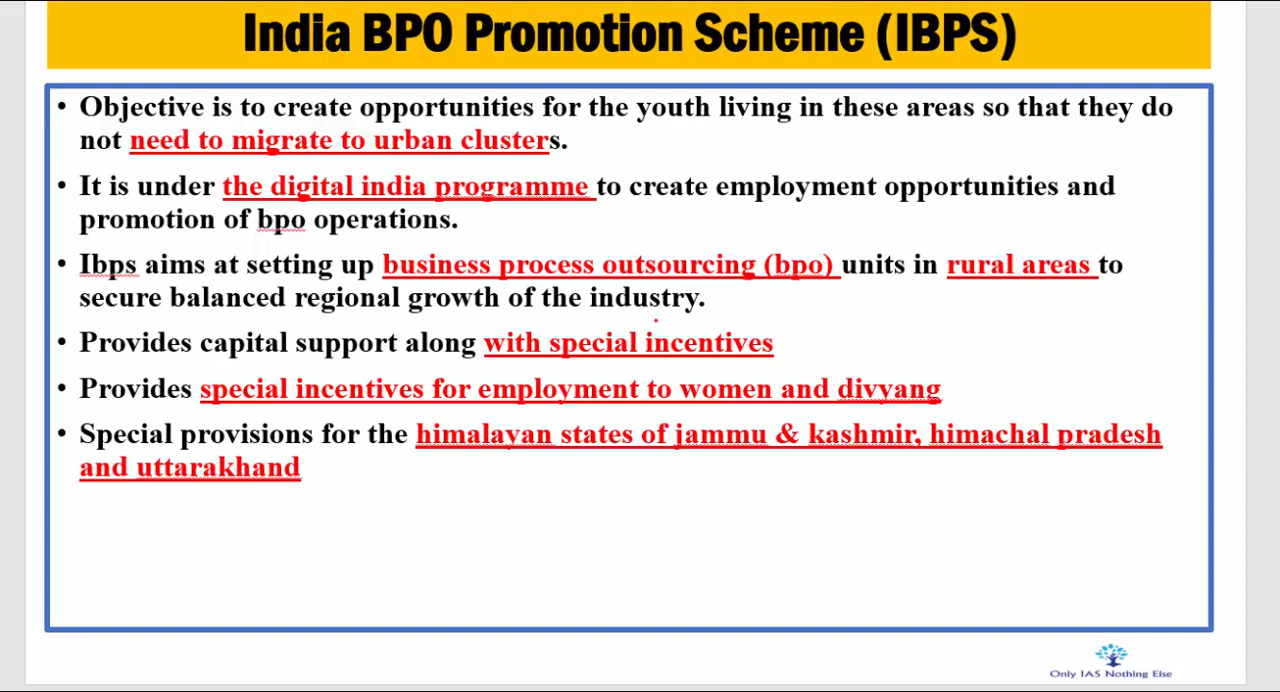 India BPO Promotion Scheme (IBPS)
• Objective is to create opportunities for the youth living in these areas so that they do
not need to migrate to urban clusters.
• It is under the digital india programme to create employment opportunities and
promotion of bpo operations.
• Ibps aims at setting up business process outsourcing (bpo) units in rural areas to
secure balanced regional growth of the industry.
• Provides capital support along with special incentives
• Provides special incentives for employment to women and divyang
• Special provisions for the himalayan states of jammu & kashmir, himachal pradesh
and uttarakhand
Only IAS Nothing Else